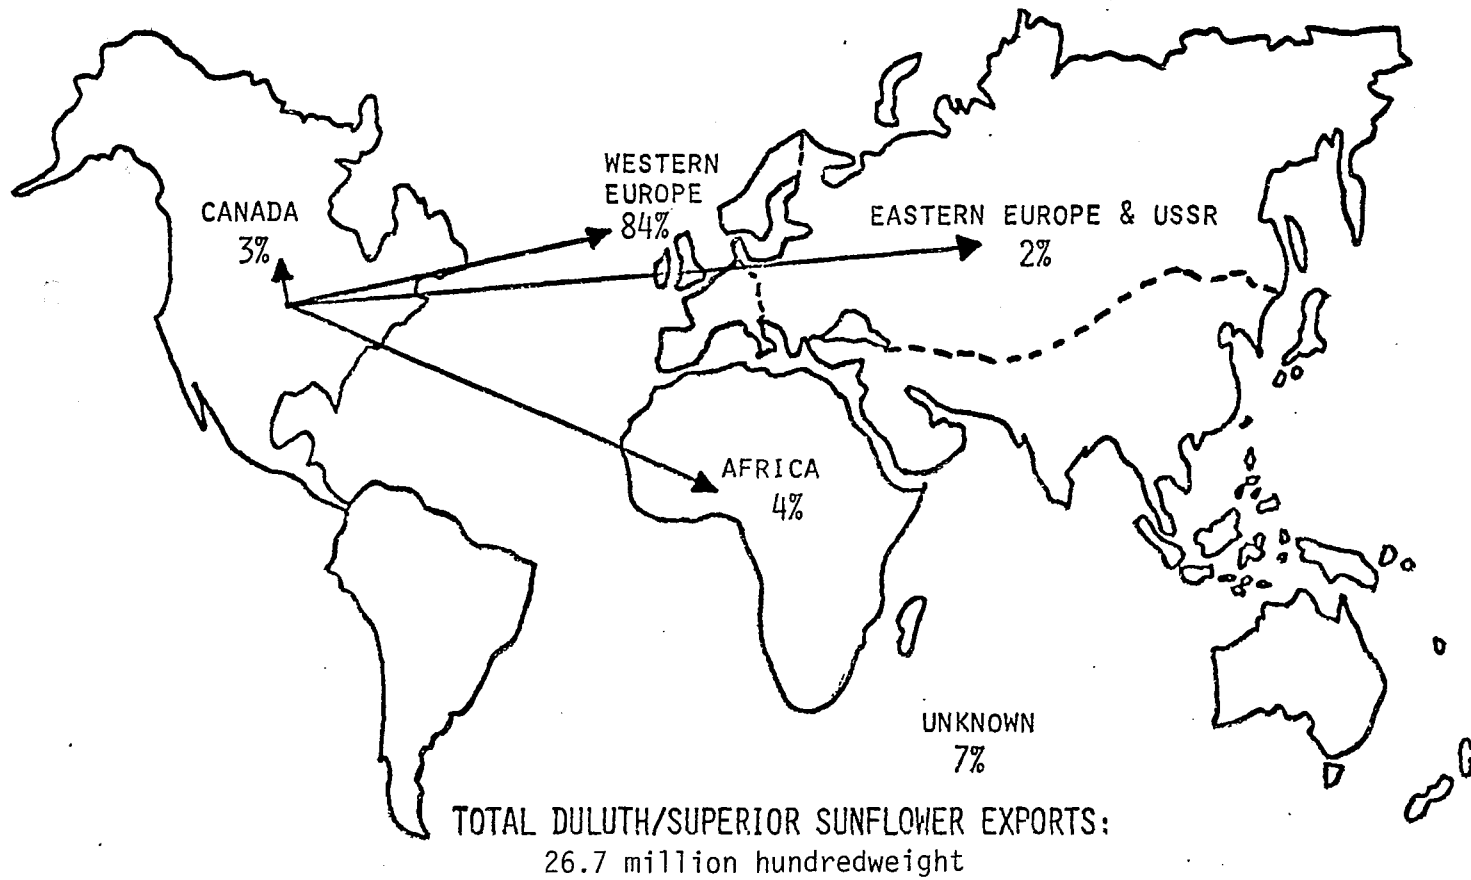 WESTERN
EUROPE
84%
CANADA
3%
EASTERN EUROPE & USSR
2%
AFRICA
4%
UNKNOWN
7%
TOTAL DULUTH/SUPERIOR SUNFLOWER EXPORTS:
26.7 million hundredweight